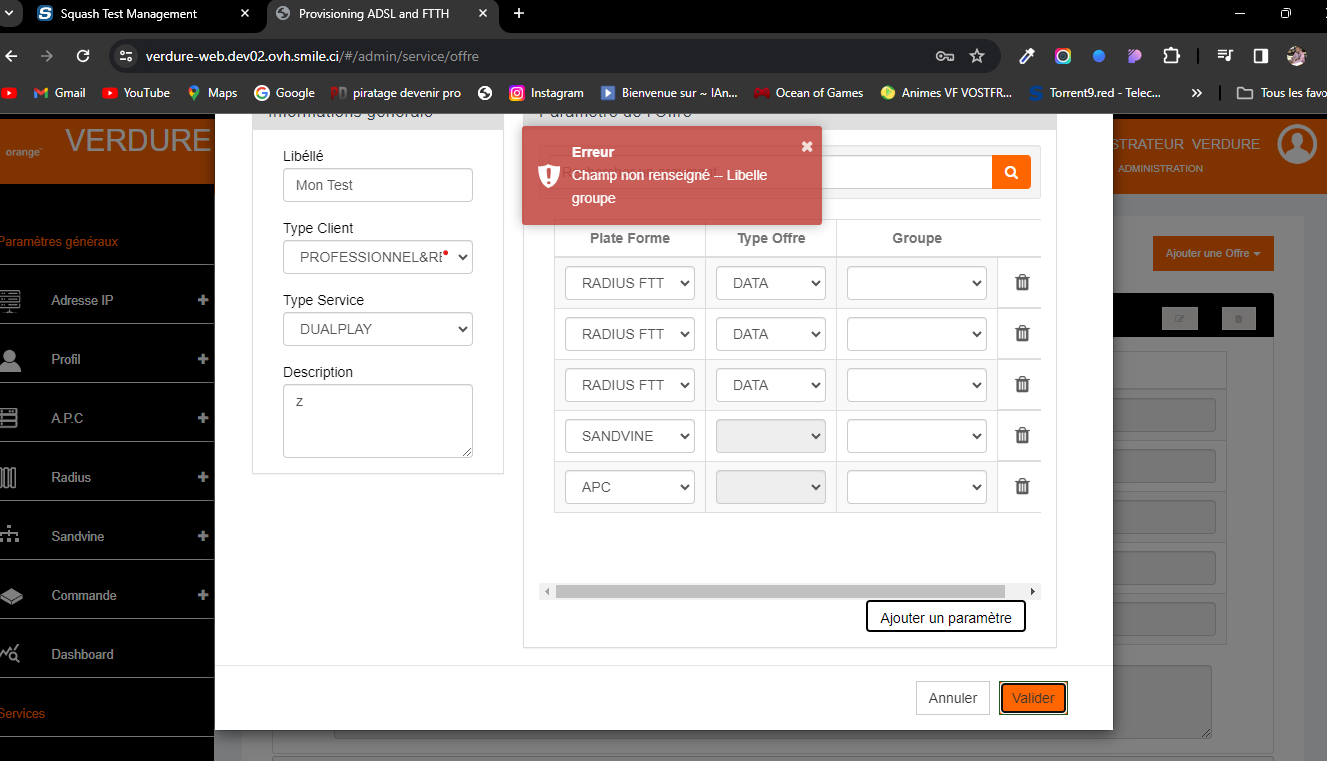 Squash Test Management
Provisioning ADSL and FTTH
verdure-web.dev02.ovh.smile.ci/#/admin/service/offre
Gmail
YouTube
Maps
Google
piratage devenir pro
Instagram
Bienvenue sur ~ IAn...
Ocean of Games
Animes VF VOSTFR...
Torrent9.red - Telec...
»
Tous les favo
orange
VERDURE
STRATEUR VERDURE
ADMINISTRATION
Paramètres généraux
Adresse IP
Profil
A.P.C
Radius
Sandvine
Commande
Dashboard
Services
Ajouter une Offre
Informations générale
Libéllé
Mon Test
Type Client
PROFESSIONNEL&RE
Type Service
DUALPLAY
Description
z
Paramètre de l'Offre
Erreur
Champ non renseigné -- Libelle
groupe
Plate Forme Type Offre Groupe
RADIUS FTT DATA
RADIUS FTT DATA
RADIUS FTT DATA
SANDVINE
APC
Ajouter un paramètre
Annuler Valider